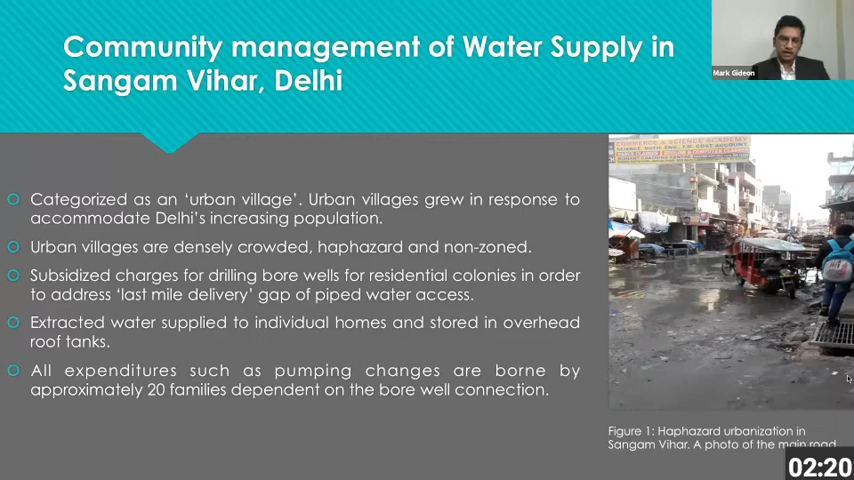 Community management of Water Supply in
Sangam Vihar, Delhi
Mark Gideon
Categorized as an ‘urban village’. Urban villages grew in response to
accommodate Delhi’s increasing population.
Urban villages are densely crowded, haphazard and non-zoned.
Subsidized charges for drilling bore wells for residential colonies in order
to address ‘last mile delivery’ gap of piped water access.
Extracted water supplied to individual homes and stored in overhead
roof tanks.
All expenditures such as pumping changes are borne by
approximately 20 families dependent on the bore well connection.
COMMERCE & SCIENCE ACADEMY
Figure 1: Haphazard urbanization in
Sangam Vihar. A photo of the main road
02:20